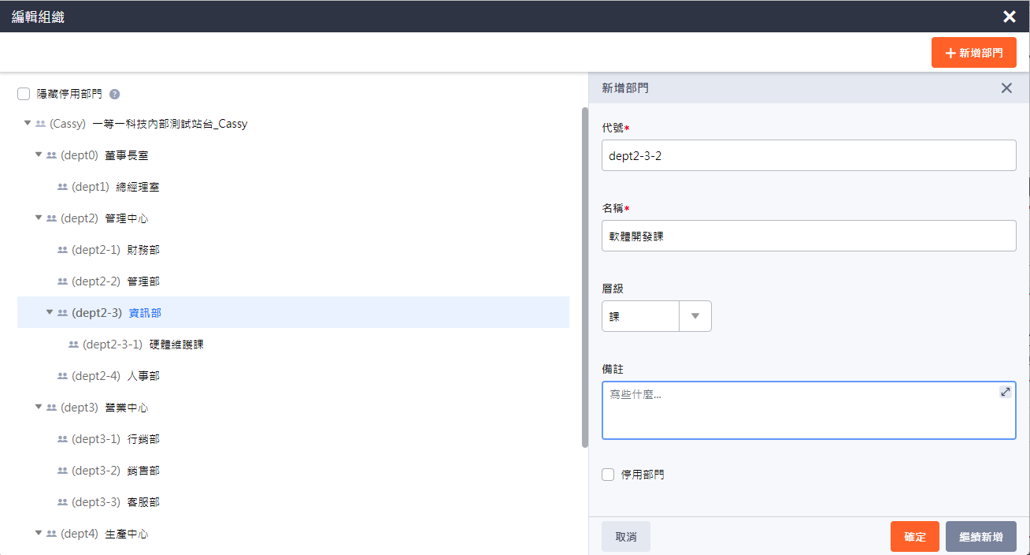 編輯組織
新增部門
隱藏停用部門
(Cassy) 一等一科技內部測試站台_Cassy
(dept0) 董事長室
(dept1) 總經理室
(dept2) 管理中心
(dept2-1) 財務部
(dept2-2) 管理部
(dept2-3) 資訊部
(dept2-3-1) 硬體維護課
(dept2-4) 人事部
(dept3) 營業中心
(dept3-1) 行銷部
(dept3-2) 銷售部
(dept3-3) 客服部
(dept4) 生產中心
新增部門
代號*
dept2-3-2
名稱*
軟體開發課
層級
課
備註
寫些什麼...
停用部門
取消
確定
繼續新增